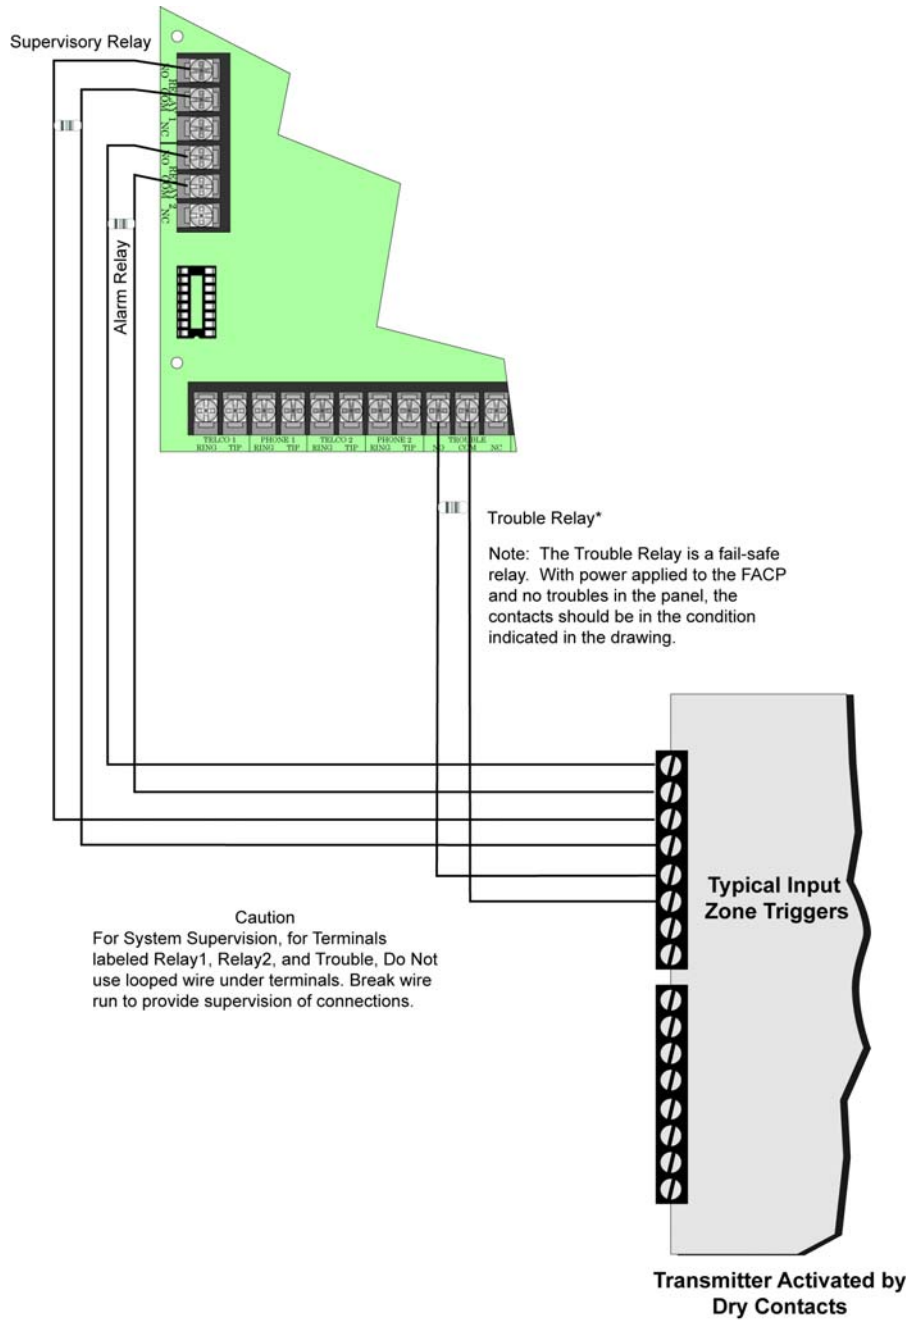 Supervisory Relay
NO COM NC NO COM NC
RELAY 1 RELAY 2
Alarm Relay
TELCO 1 PHONE 1 TELCO 2 PHONE 2 TROUBLE
RING TIP RING TIP RING TIP RING TIP NO COM NC
Trouble Relay*
Note: The Trouble Relay is a fail-safe
relay. With power applied to the FACP
and no troubles in the panel, the
contacts should be in the condition
indicated in the drawing.
Typical Input
Zone Triggers
Caution
For System Supervision, for Terminals
labeled Relay1, Relay2, and Trouble, Do Not
use looped wire under terminals. Break wire
run to provide supervision of connections.
Transmitter Activated by
Dry Contacts